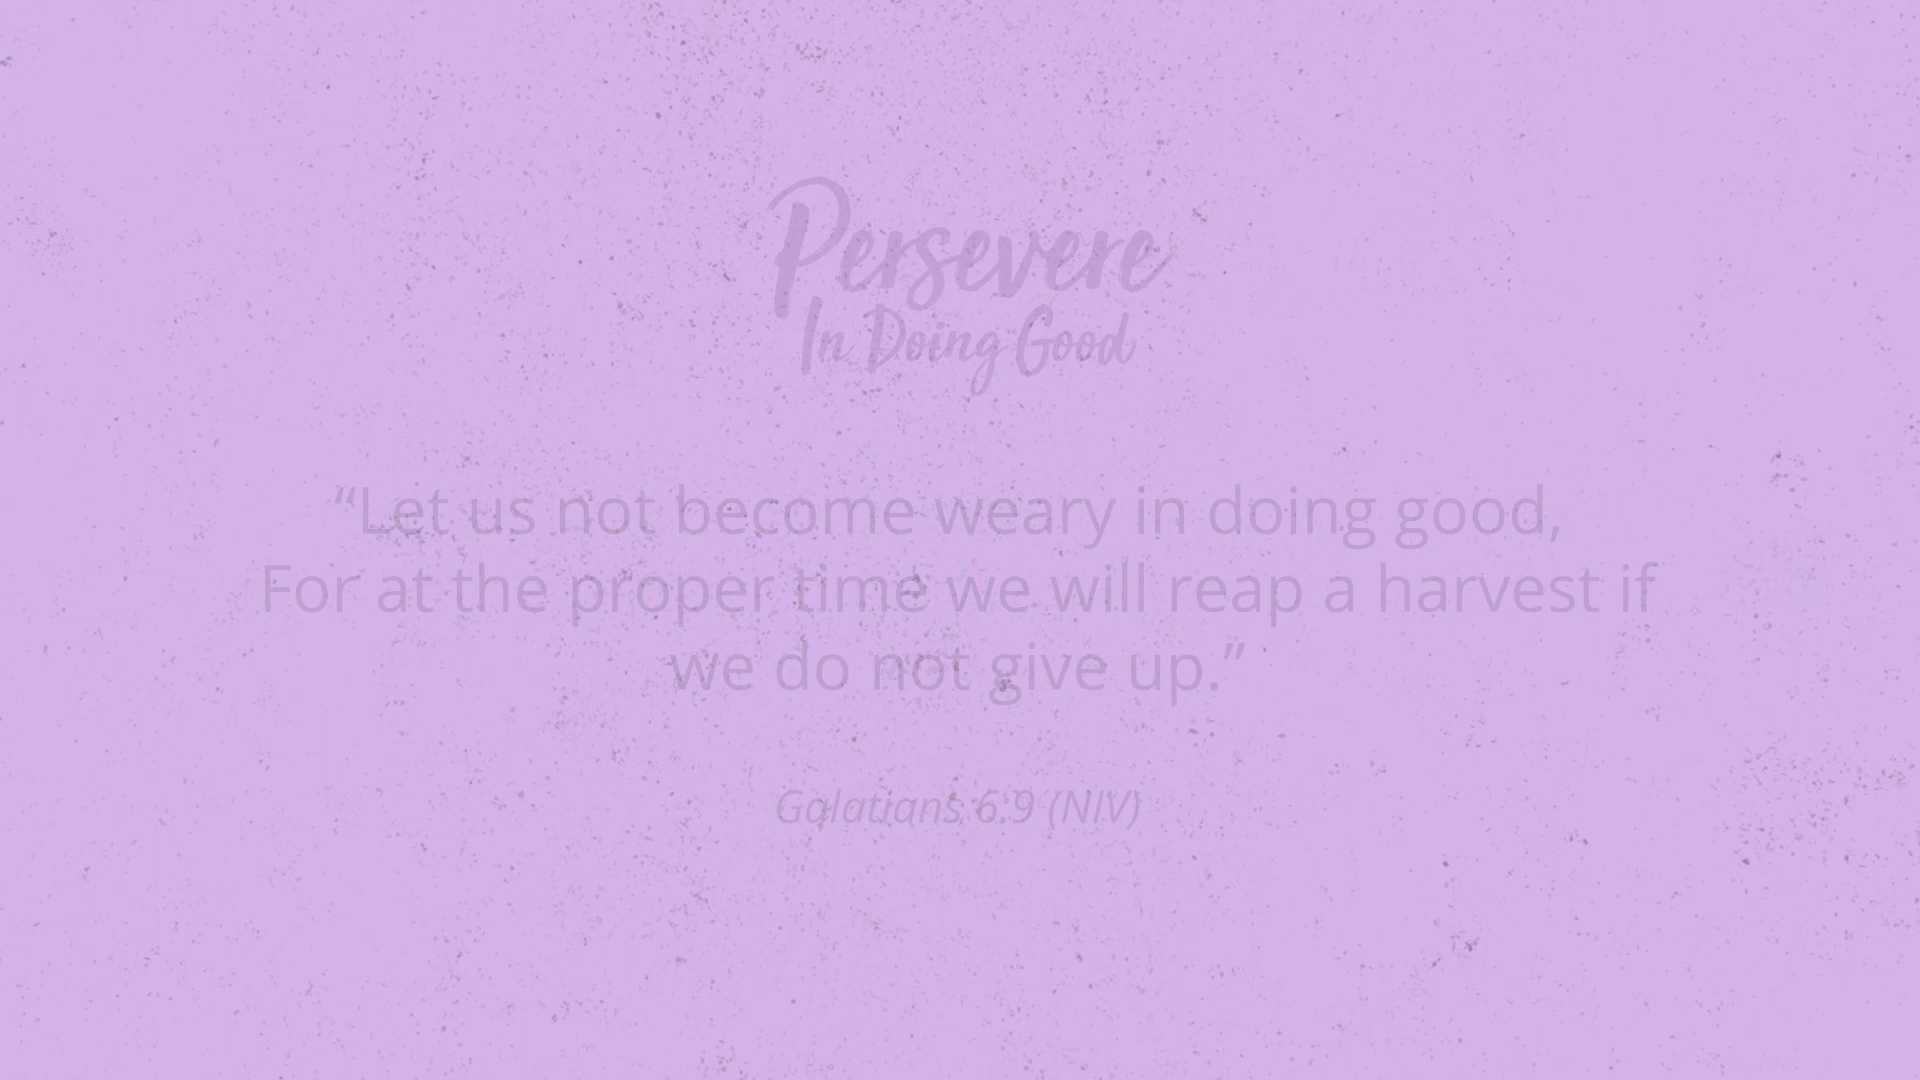 Persevere
In Doing Good
“Let us not become weary in doing good,
For at the proper time we will reap a harvest if
we do not give up.”
Galatians 6:9 (NIV)